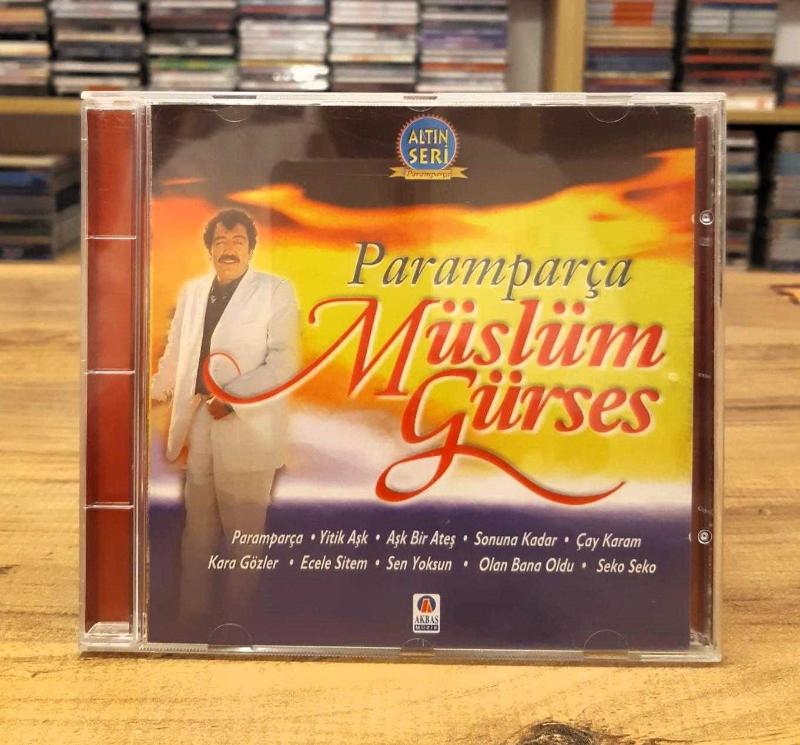 ALTIN
SERİ
Paramparça
Paramparça
Müslüm
Gürses
Paramparça • Yitik Aşk • Aşk Bir Ateş • Sonuna Kadar • Çay Karam
Kara Gözler • Ecele Sitem • Sen Yoksun • Olan Bana Oldu • Seko Seko
AKBAŞ
MÜZİK